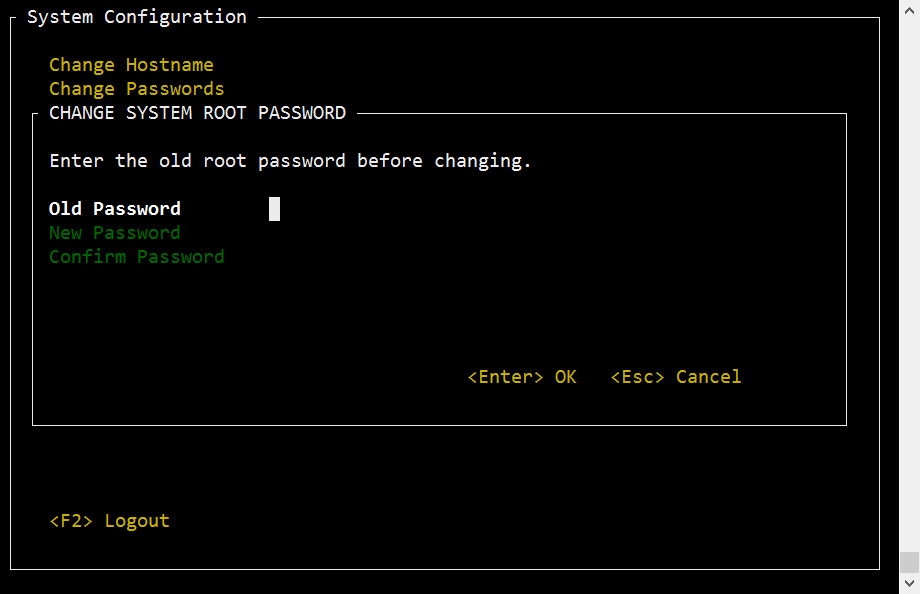 System Configuration
Change Hostname
Change Passwords
CHANGE SYSTEM ROOT PASSWORD
Enter the old root password before changing.
Old Password
New Password
Confirm Password
<Enter> OK <Esc> Cancel
<F2> Logout